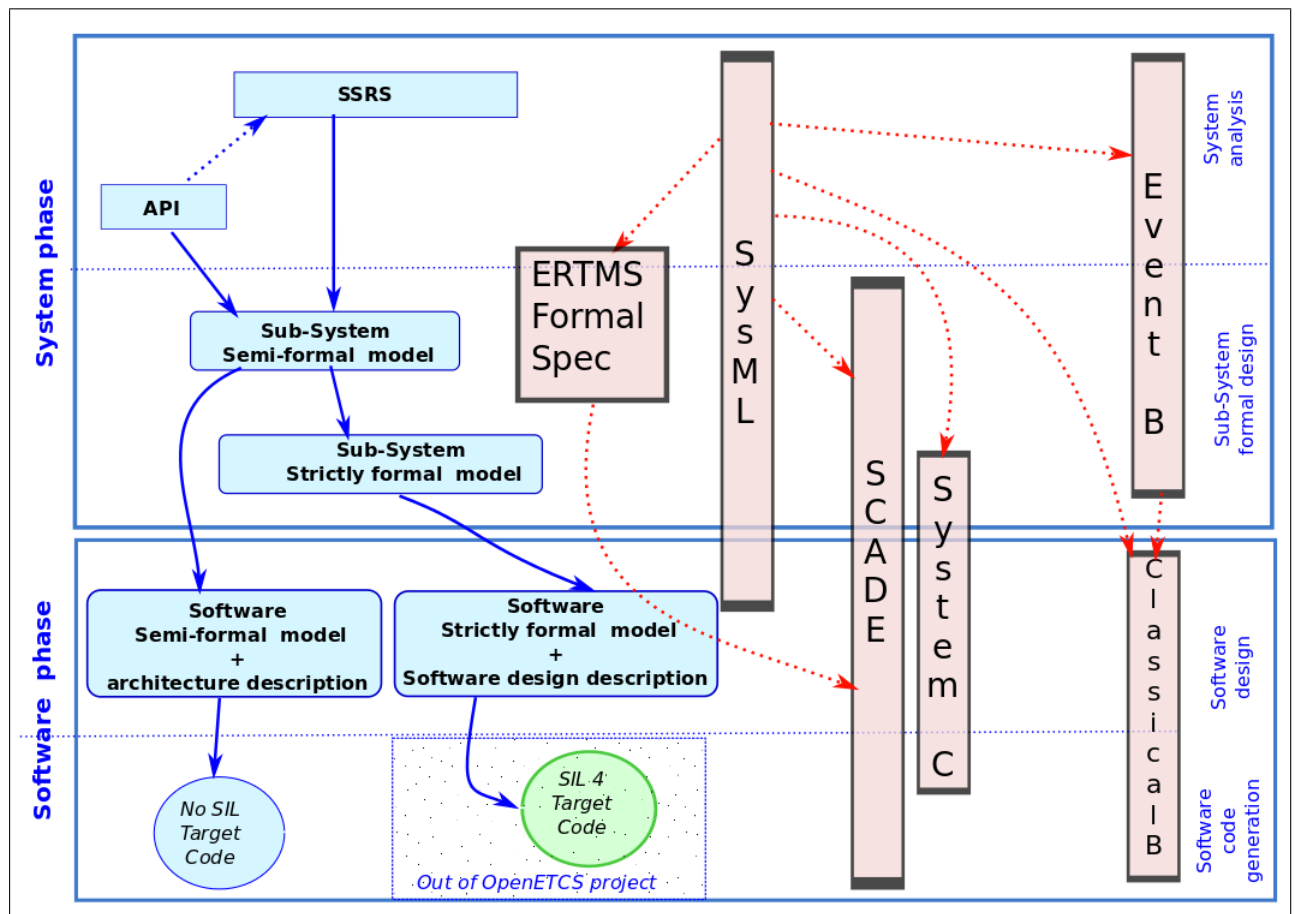 System phase
SSRS
API
Sub-System
Semi-formal model
Sub-System
Strictly formal model
ERTMS
Formal
Spec
SysML
Event B
System
analysis
Sub-System
formal design
Software phase
Software
Semi-formal model
+
architecture description
Software
Strictly formal model
+
Software design description
SCADE
System C
ClassicalB
Software
design
No SIL
Target
Code
SIL 4
Target
Code
Out of OpenETCS project
Software
code
generation